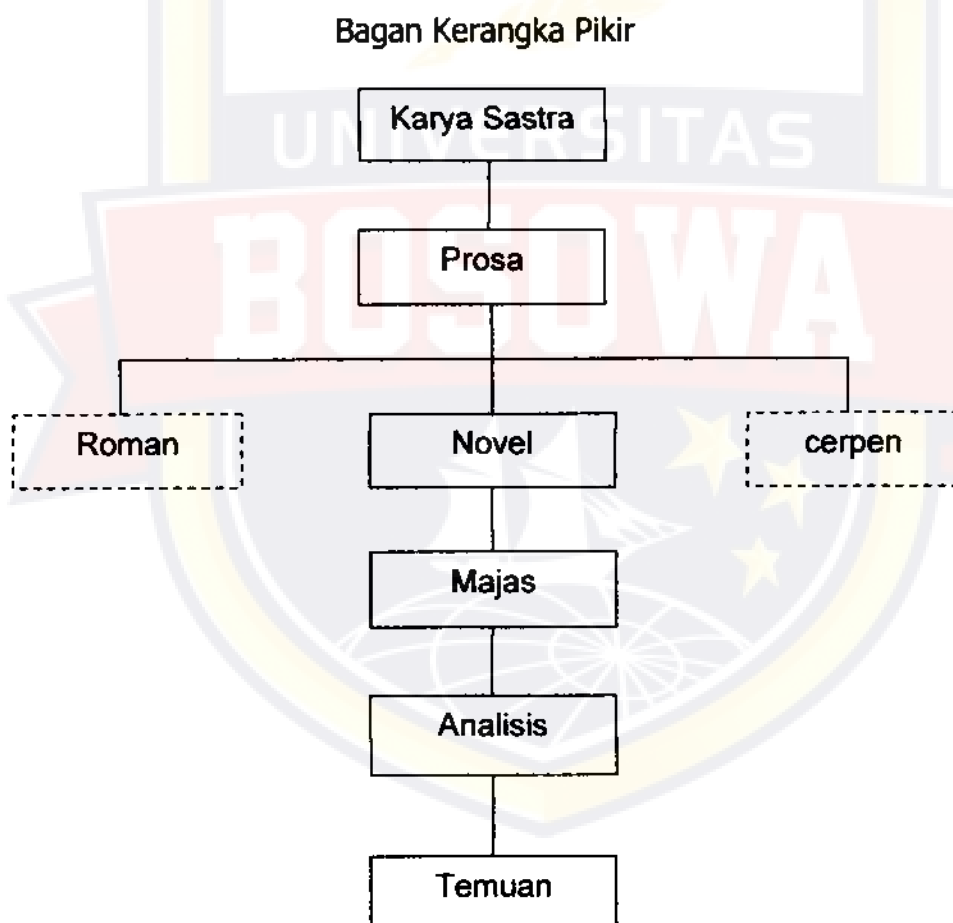 Bagan Kerangka Pikir
UNIVERSITAS
BOSOWA
Karya Sastra
Prosa
Roman
Novel
cerpen
Majas
Analisis
Temuan